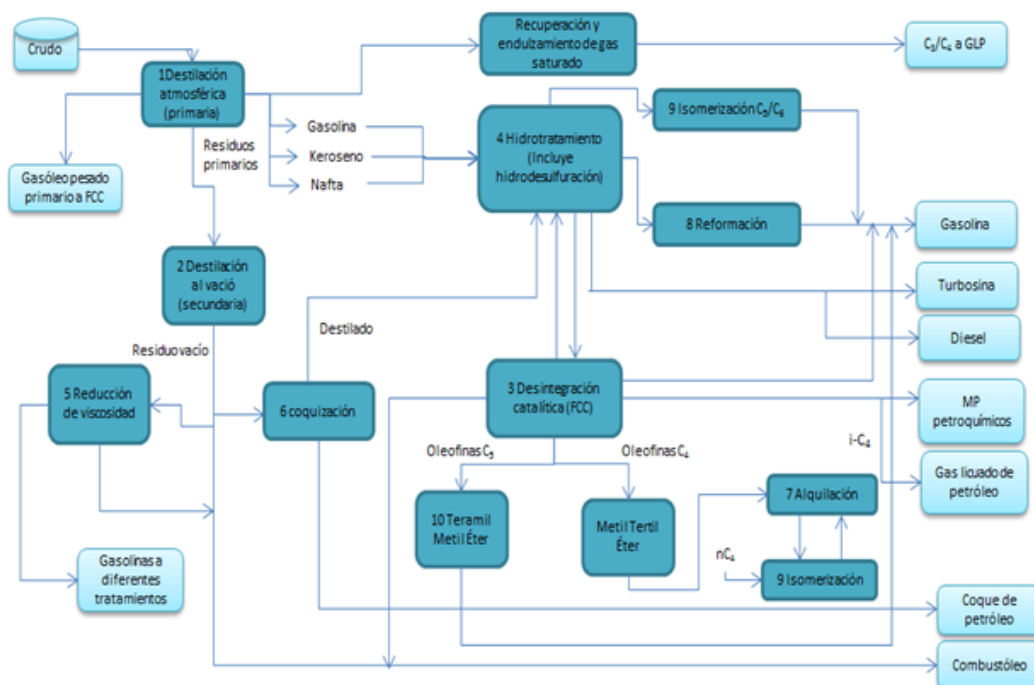 Crudo
Recuperación y
endulzamiento de gas
saturado
C₃/C₄ a GLP
1Destilación
atmosférica
(primaria)
9 Isomerización C₅/C₆
Gasolina
Residuos
primarios
4 Hidrotratamiento
(Incluye
hidrodesulfuración)
Keroseno
Gasóleo pesado
primario a FCC
Nafta
8 Reformación
Gasolina
2 Destilación
al vació
(secundaria)
Turbosina
Destilado
Diesel
Residuo vacío
5 Reducción
de viscosidad
6 coquización
3 Desintegración
catalítica (FCC)
MP
petroquímicos
i-C₄
Oleofinas C₅
Oleofinas C₄
Gas licuado de
petróleo
7 Alquilación
10 Teramil
Metil Éter
Metil Tertil
Éter
nC₄
9 Isomerización
Gasolinas a
diferentes
tratamientos
Coque de
petróleo
Combustóleo